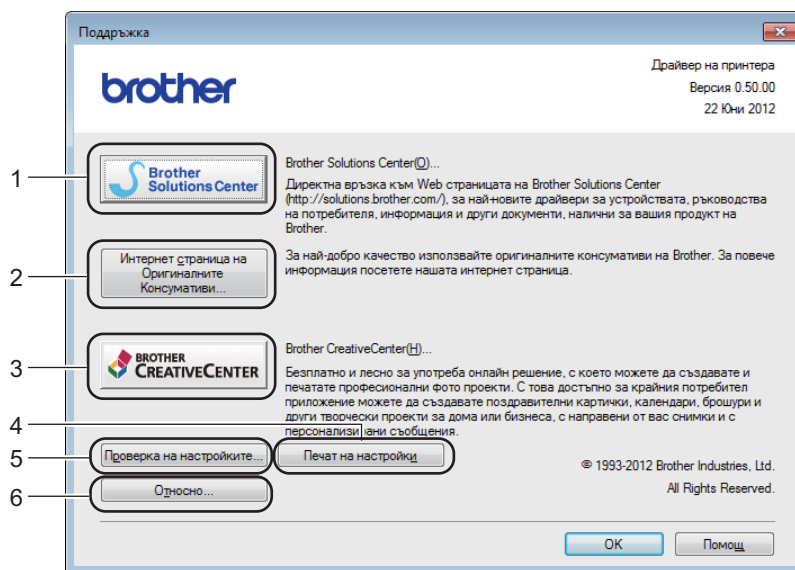 Поддръжка
brother
Драйвер на принтера
Версия 0.50.00
22 Юни 2012
1
Brother
Solutions Center
Brother Solutions Center(O)...
Директна връзка към Web страницата на Brother Solutions Center
(http://solutions.brother.com/), за най-новите драйвери за устройствата, ръководства
на потребителя, информация и други документи, налични за вашия продукт на
Brother.
2
Интернет страница на
Оригиналните
Консумативи...
За най-добро качество използвайте оригиналните консумативи на Brother. За повече
информация посетете нашата интернет страница.
3
BROTHER
CREATIVECENTER
Brother CreativeCenter(H)...
Безплатно и лесно за употреба онлайн решение, с което можете да създавате и
печатате професионални фото проекти. С това достъпно за крайния потребител
приложение можете да създавате поздравителни картички, календари, брошури и
други творчески проекти за дома или бизнеса, с направени от вас снимки и с
персонализирани съобщения.
4
5
Проверка на настройките...
Печат на настройки
© 1993-2012 Brother Industries, Ltd.
All Rights Reserved.
6
Относно...
OK
Помощ